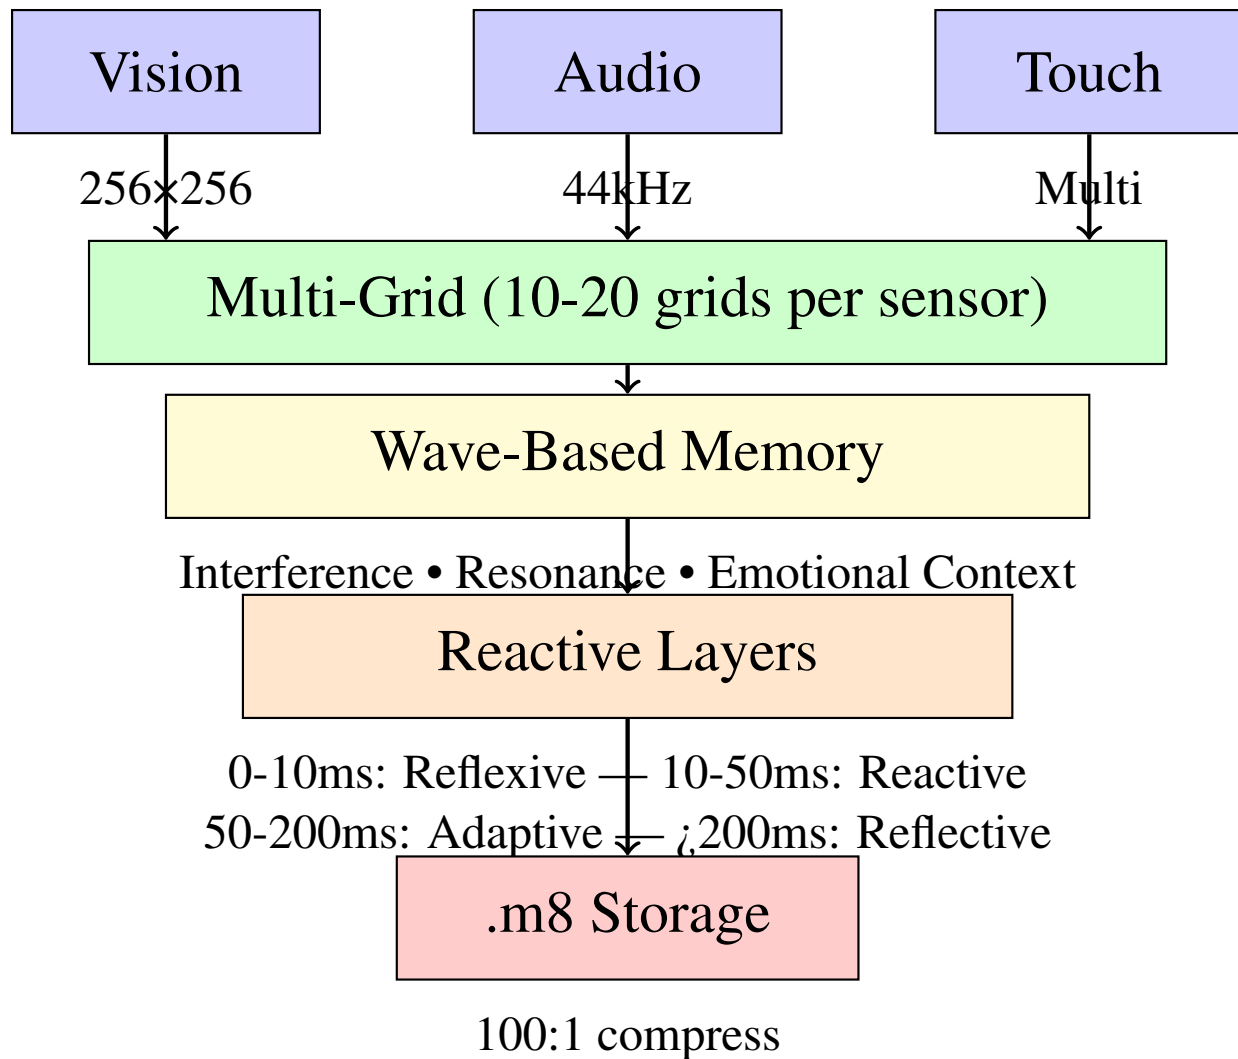 Vision Audio Touch
256×256 44kHz Multi
Multi-Grid (10-20 grids per sensor)
Wave-Based Memory
Interference • Resonance • Emotional Context
Reactive Layers
0-10ms: Reflexive — 10-50ms: Reactive
50-200ms: Adaptive — ¿200ms: Reflective
.m8 Storage
100:1 compress